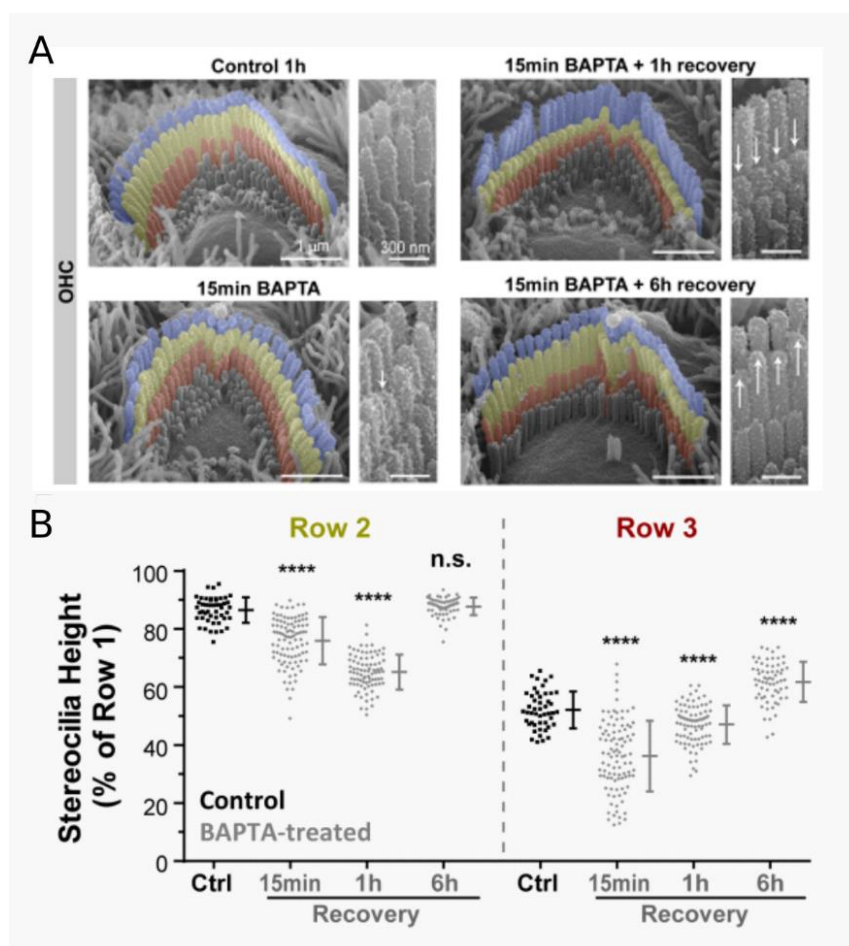 A
Control 1h
15min BAPTA + 1h recovery
OHC
1 µm
300 nm
15min BAPTA
15min BAPTA + 6h recovery
B
Row 2
Row 3
Stereocilia Height
(% of Row 1)
100
80
60
40
20
0
****
****
n.s.
****
****
****
Control
BAPTA-treated
Ctrl 15min 1h 6h
Recovery
Ctrl 15min 1h 6h
Recovery